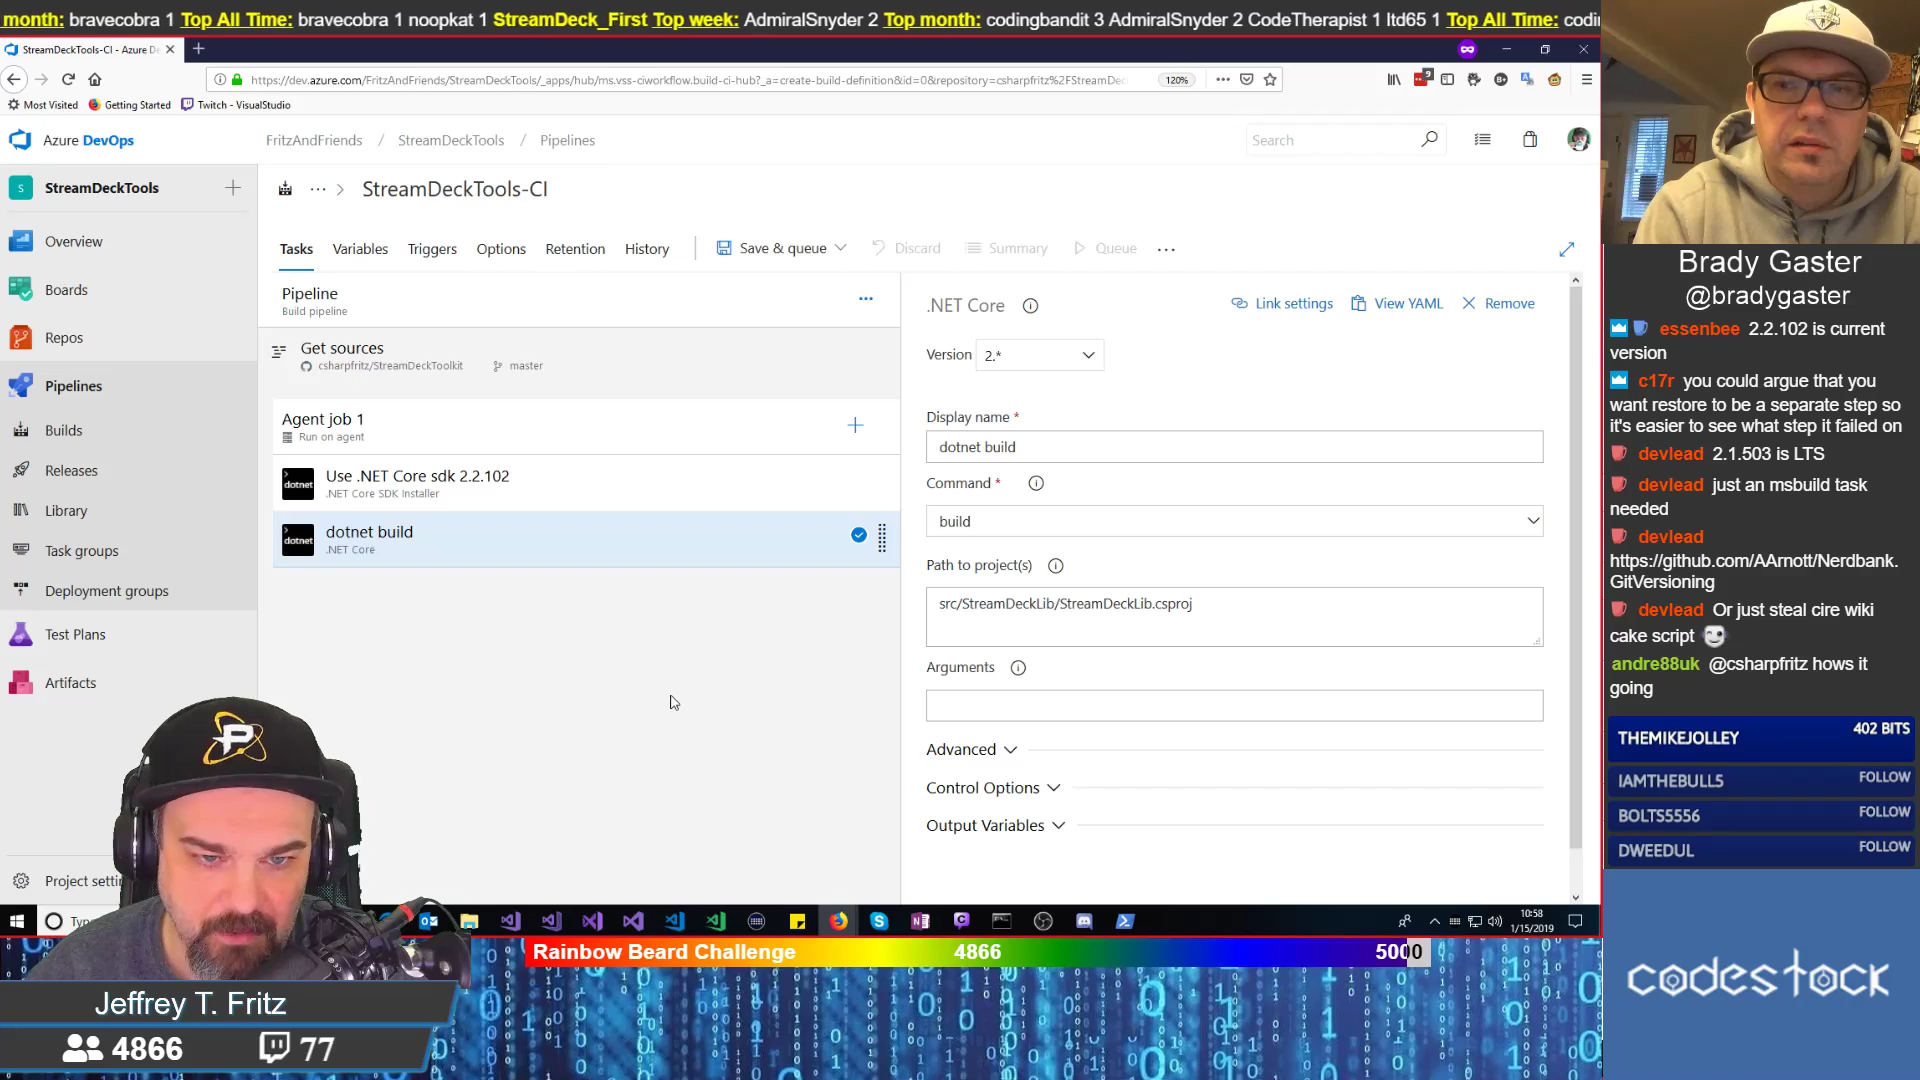 month: bravecobra 1 Top All Time: bravecobra 1 noopkat 1 StreamDeck_First Top week: AdmiralSnyder 2 Top month: codingbandit 3 AdmiralSnyder 2 CodeTherapist 1 ltd65 1 Top All Time: codi
StreamDeckTools-CI - Azure De
https://dev.azure.com/FritzAndFriends/StreamDeckTools/_apps/hub/ms.vss-ciworkflow.build-ci-hub?_a=create-build-definition&id=0&repository=csharpfritz%2FStreamDec
120%
Most Visited Getting Started Twitch - VisualStudio
Azure DevOps
FritzAndFriends / StreamDeckTools / Pipelines
Search
S StreamDeckTools
Overview
Boards
Repos
Pipelines
Builds
Releases
Library
Task groups
Deployment groups
Test Plans
Artifacts
Project setti
StreamDeckTools-CI
Tasks Variables Triggers Options Retention History Save & queue Discard Summary Queue
Pipeline
Build pipeline
Get sources
csharpfritz/StreamDeckToolkit master
Agent job 1
Run on agent
dotnet
Use .NET Core sdk 2.2.102
.NET Core SDK Installer
dotnet
dotnet build
.NET Core
.NET Core
Link settings View YAML Remove
Version 2.*
Display name *
dotnet build
Command *
build
Path to project(s)
src/StreamDeckLib/StreamDeckLib.csproj
Arguments
Advanced
Control Options
Output Variables
10:58
1/15/2019
Brady Gaster
@bradygaster
essenbee 2.2.102 is current
version
c17r you could argue that you
want restore to be a separate step so
it's easier to see what step it failed on
devlead 2.1.503 is LTS
devlead just an msbuild task
needed
devlead
https://github.com/AArnott/Nerdbank.
GitVersioning
devlead Or just steal cire wiki
cake script
andre88uk @csharpfritz hows it
going
THEMIKEJOLLEY 402 BITS
IAMTHEBULL5 FOLLOW
BOLTS5556 FOLLOW
DWEEDUL FOLLOW
codestock
Rainbow Beard Challenge 4866 5000
Jeffrey T. Fritz
4866 77